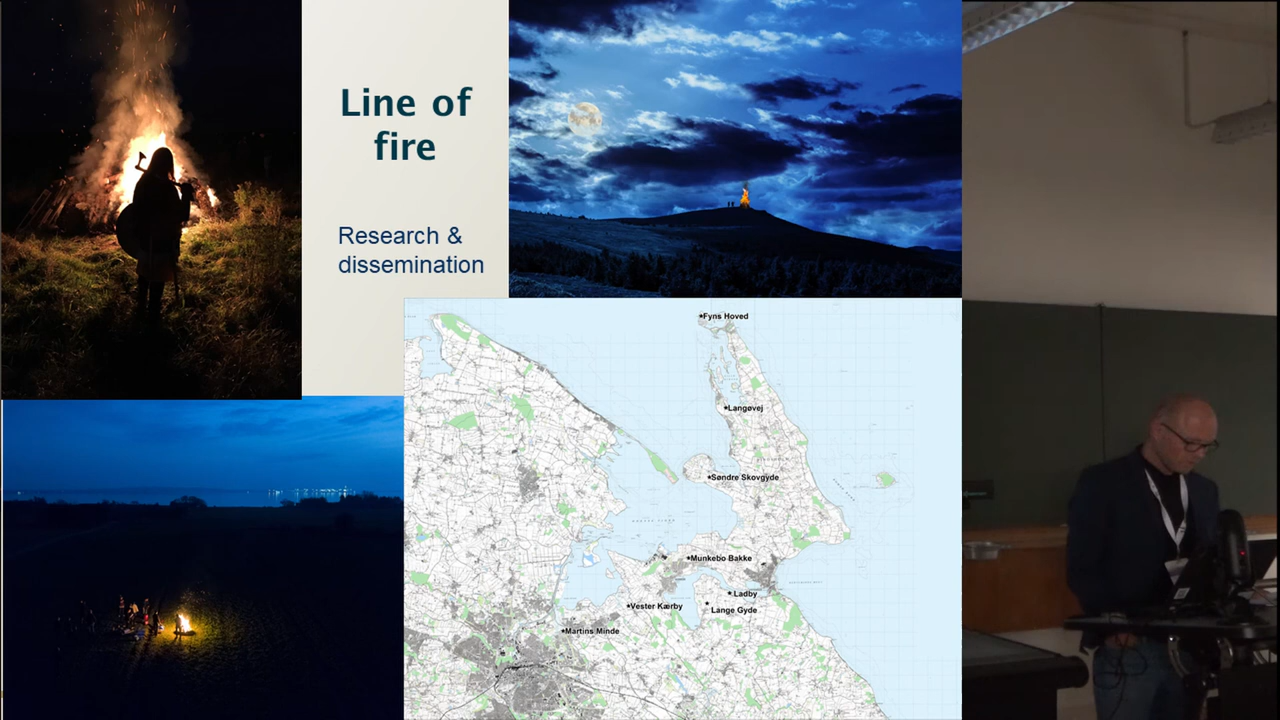 Line of
fire
Research &
dissemination
Fyns Hoved
Langøvej
Søndre Skovgyde
Munkebo Bakke
Ladby
Vester Kærby
Lange Gyde
Martins Minde